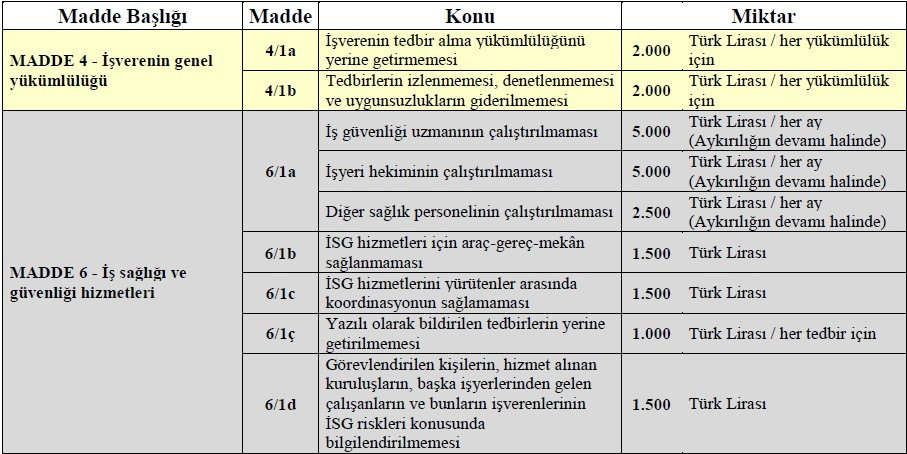 Madde Başlığı Madde Konu Miktar
MADDE 4 - İşverenin genel yükümlülüğü
4/1a
İşverenin tedbir alma yükümlülüğünü
yerine getirmemesi
2.000
Türk Lirası / her yükümlülük
için
4/1b
Tedbirlerin izlenmemesi, denetlenmemesi
ve uygunsuzlukların giderilmemesi
2.000
Türk Lirası / her yükümlülük
için
MADDE 6 - İş sağlığı ve
güvenliği hizmetleri
6/1a
İş güvenliği uzmanının çalıştırılmaması
5.000
Türk Lirası / her ay
(Aykırılığın devamı halinde)
İşyeri hekiminin çalıştırılmaması
5.000
Türk Lirası / her ay
(Aykırılığın devamı halinde)
Diğer sağlık personelinin çalıştırılmaması
2.500
Türk Lirası / her ay
(Aykırılığın devamı halinde)
6/1b
İSG hizmetleri için araç-gereç-mekân
sağlanmaması
1.500
Türk Lirası
6/1c
İSG hizmetlerini yürütenler arasında
koordinasyonun sağlamaması
1.500
Türk Lirası
6/1ç
Yazılı olarak bildirilen tedbirlerin yerine
getirilmemesi
1.000
Türk Lirası / her tedbir için
6/1d
Görevlendirilen kişilerin, hizmet alınan
kuruluşların, başka işyerlerinden gelen
çalışanların ve bunların işverenlerinin
İSG riskleri konusunda
bilgilendirilmemesi
1.500
Türk Lirası